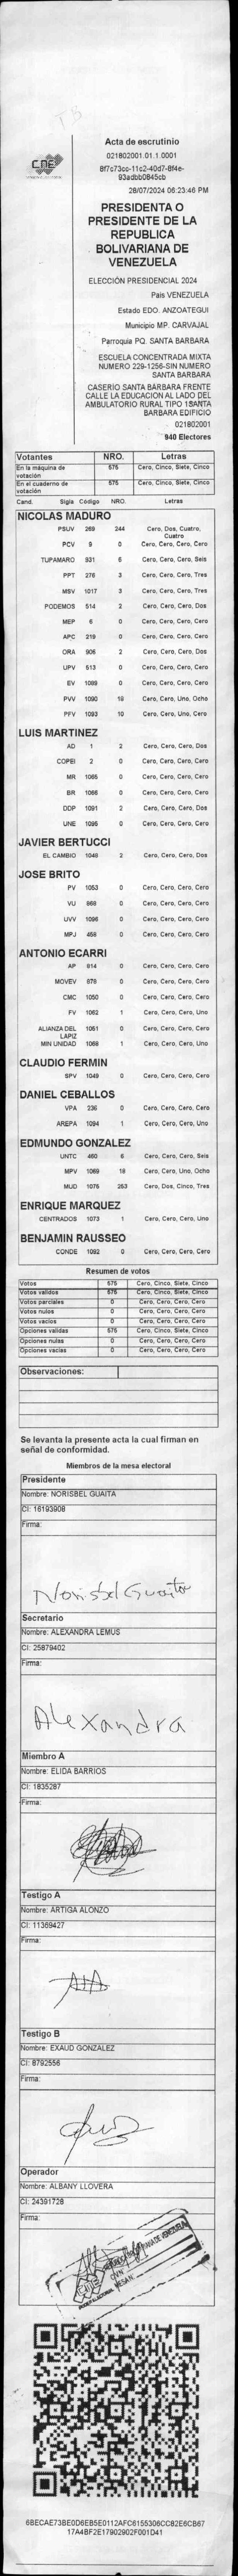 TB
CNE
Acta de escrutinio
021802001.01.1.0001
8f7c73cc-11c2-40d7-8f4e-
93adbb0845cb
28/07/2024 06:23:46 PM
PRESIDENTA O
PRESIDENTE DE LA
REPUBLICA
BOLIVARIANA DE
VENEZUELA
ELECCIÓN PRESIDENCIAL 2024
Pais VENEZUELA
Estado EDO. ANZOATEGUI
Municipio MP. CARVAJAL
Parroquia PQ. SANTA BARBARA
ESCUELA CONCENTRADA MIXTA
NUMERO 229-1256-SIN NUMERO
SANTA BARBARA
CASERIO SANTA BARBARA FRENTE
CALLE LA EDUCACION AL LADO DEL
AMBULATORIO RURAL TIPO 1SANTA
BARBARA EDIFICIO
021802001
940 Electores
Votantes NRO. Letras
En la máquina de votación 575 Cero, Cinco, Siete, Cinco
En el cuaderno de votación 575 Cero, Cinco, Siete, Cinco
Cand. Sigla Código NRO. Letras
NICOLAS MADURO
PSUV 269 244 Cero, Dos, Cuatro, Cuatro
PCV 9 0 Cero, Cero, Cero, Cero
TUPAMARO 931 6 Cero, Cero, Cero, Seis
PPT 276 3 Cero, Cero, Cero, Tres
MSV 1017 3 Cero, Cero, Cero, Tres
PODEMOS 514 2 Cero, Cero, Cero, Dos
MEP 6 0 Cero, Cero, Cero, Cero
APC 219 0 Cero, Cero, Cero, Cero
ORA 906 2 Cero, Cero, Cero, Dos
UPV 513 0 Cero, Cero, Cero, Cero
EV 1089 0 Cero, Cero, Cero, Cero
PVV 1090 18 Cero, Cero, Uno, Ocho
PFV 1093 10 Cero, Cero, Uno, Cero
LUIS MARTINEZ
AD 1 2 Cero, Cero, Cero, Dos
COPEI 2 0 Cero, Cero, Cero, Cero
MR 1065 0 Cero, Cero, Cero, Cero
BR 1066 0 Cero, Cero, Cero, Cero
DDP 1091 2 Cero, Cero, Cero, Dos
UNE 1095 0 Cero, Cero, Cero, Cero
JAVIER BERTUCCI
EL CAMBIO 1048 2 Cero, Cero, Cero, Dos
JOSE BRITO
PV 1053 0 Cero, Cero, Cero, Cero
VU 868 0 Cero, Cero, Cero, Cero
UVV 1096 0 Cero, Cero, Cero, Cero
MPJ 458 0 Cero, Cero, Cero, Cero
ANTONIO ECARRI
AP 914 0 Cero, Cero, Cero, Cero
MOVEV 978 0 Cero, Cero, Cero, Cero
CMC 1050 0 Cero, Cero, Cero, Cero
FV 1062 1 Cero, Cero, Cero, Uno
ALIANZA DEL LAPIZ 1061 0 Cero, Cero, Cero, Cero
MIN UNIDAD 1068 1 Cero, Cero, Cero, Uno
CLAUDIO FERMIN
SPV 1049 0 Cero, Cero, Cero, Cero
DANIEL CEBALLOS
VPA 236 0 Cero, Cero, Cero, Cero
AREPA 1094 1 Cero, Cero, Cero, Uno
EDMUNDO GONZALEZ
UNTC 460 6 Cero, Cero, Cero, Seis
MPV 1069 18 Cero, Cero, Uno, Ocho
MUD 1076 253 Cero, Dos, Cinco, Tres
ENRIQUE MARQUEZ
CENTRADOS 1073 1 Cero, Cero, Cero, Uno
BENJAMIN RAUSSEO
CONDE 1092 0 Cero, Cero, Cero, Cero
Resumen de votos
Votos 575 Cero, Cinco, Siete, Cinco
Votos validos 575 Cero, Cinco, Siete, Cinco
Votos parciales 0 Cero, Cero, Cero, Cero
Votos nulos 0 Cero, Cero, Cero, Cero
Votos vacios 0 Cero, Cero, Cero, Cero
Opciones validas 575 Cero, Cinco, Siete, Cinco
Opciones nulas 0 Cero, Cero, Cero, Cero
Opciones vacias 0 Cero, Cero, Cero, Cero
Observaciones:
Se levanta la presente acta la cual firman en
señal de conformidad.
Miembros de la mesa electoral
Presidente
Nombre: NORISBEL GUAITA
CI: 16193908
Firma:
Norisbel Guaita
Secretario
Nombre: ALEXANDRA LEMUS
CI: 25879402
Firma:
Alexandra
Miembro A
Nombre: ELIDA BARRIOS
CI: 1835287
Firma:
Testigo A
Nombre: ARTIGA ALONZO
CI: 11369427
Firma:
Testigo B
Nombre: EXAUD GONZALEZ
CI: 8792556
Firma:
Operador
Nombre: ALBANY LLOVERA
CI: 24391728
Firma:
CNE
6BECAE73BE0D6EB5E0112AFC6155306CC82E6CB67
17A4BF2E17902902F001D41